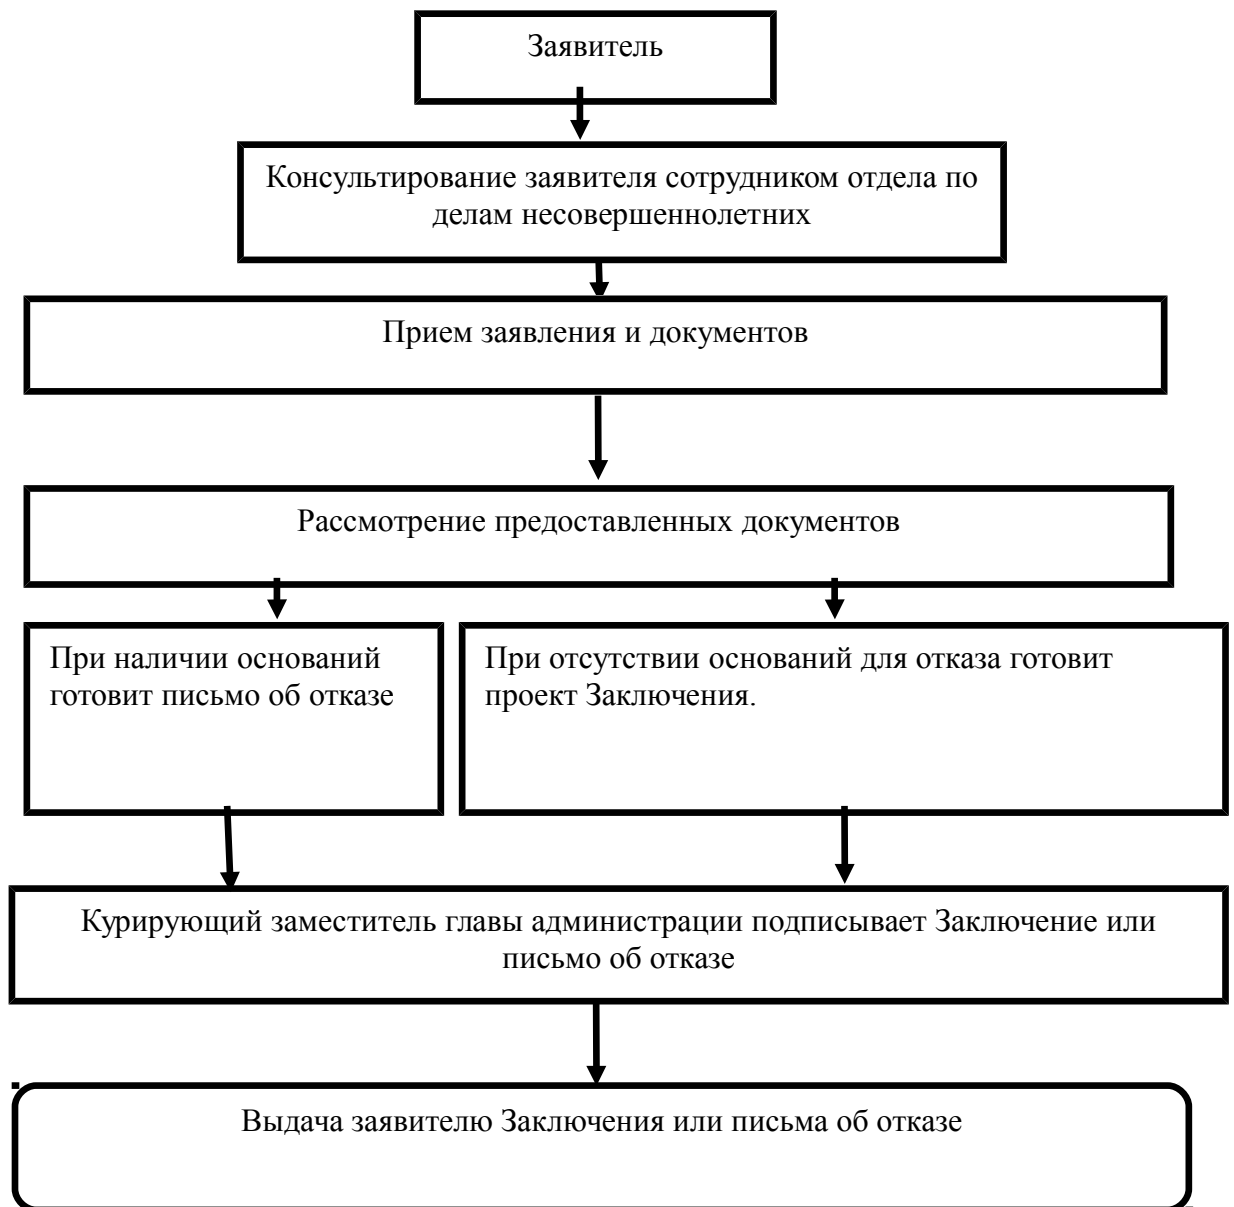 Заявитель
Консультирование заявителя сотрудником отдела по
делам несовершеннолетних
Прием заявления и документов
Рассмотрение предоставленных документов
При наличии оснований
готовит письмо об отказе
При отсутствии оснований для отказа готовит
проект Заключения.
Курирующий заместитель главы администрации подписывает Заключение или
письмо об отказе
Выдача заявителю Заключения или письма об отказе